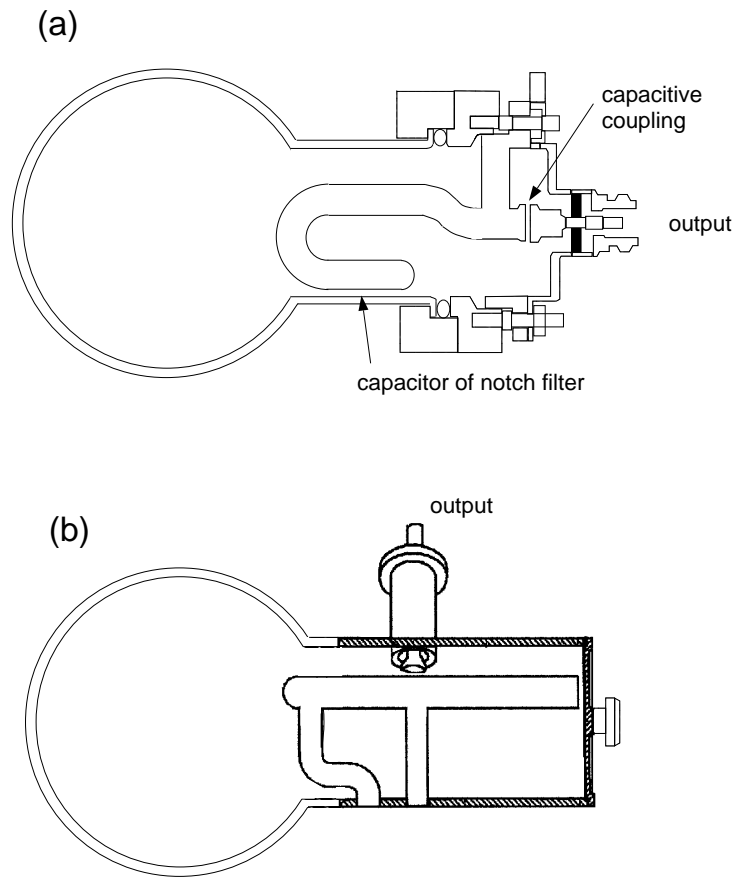 (a)
capacitive
coupling
output
capacitor of notch filter
output
(b)